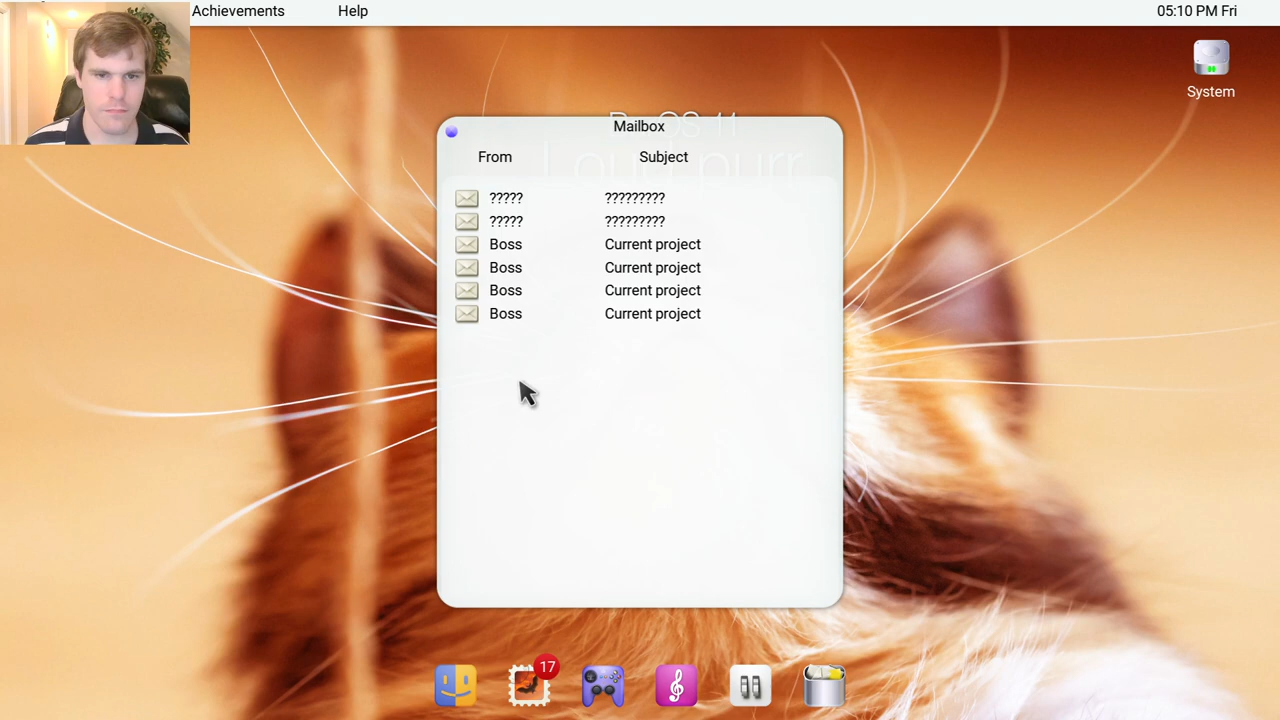 Achievements Help 05:10 PM Fri
System
Mailbox
From Subject
????? ?????????
????? ?????????
Boss Current project
Boss Current project
Boss Current project
Boss Current project
17